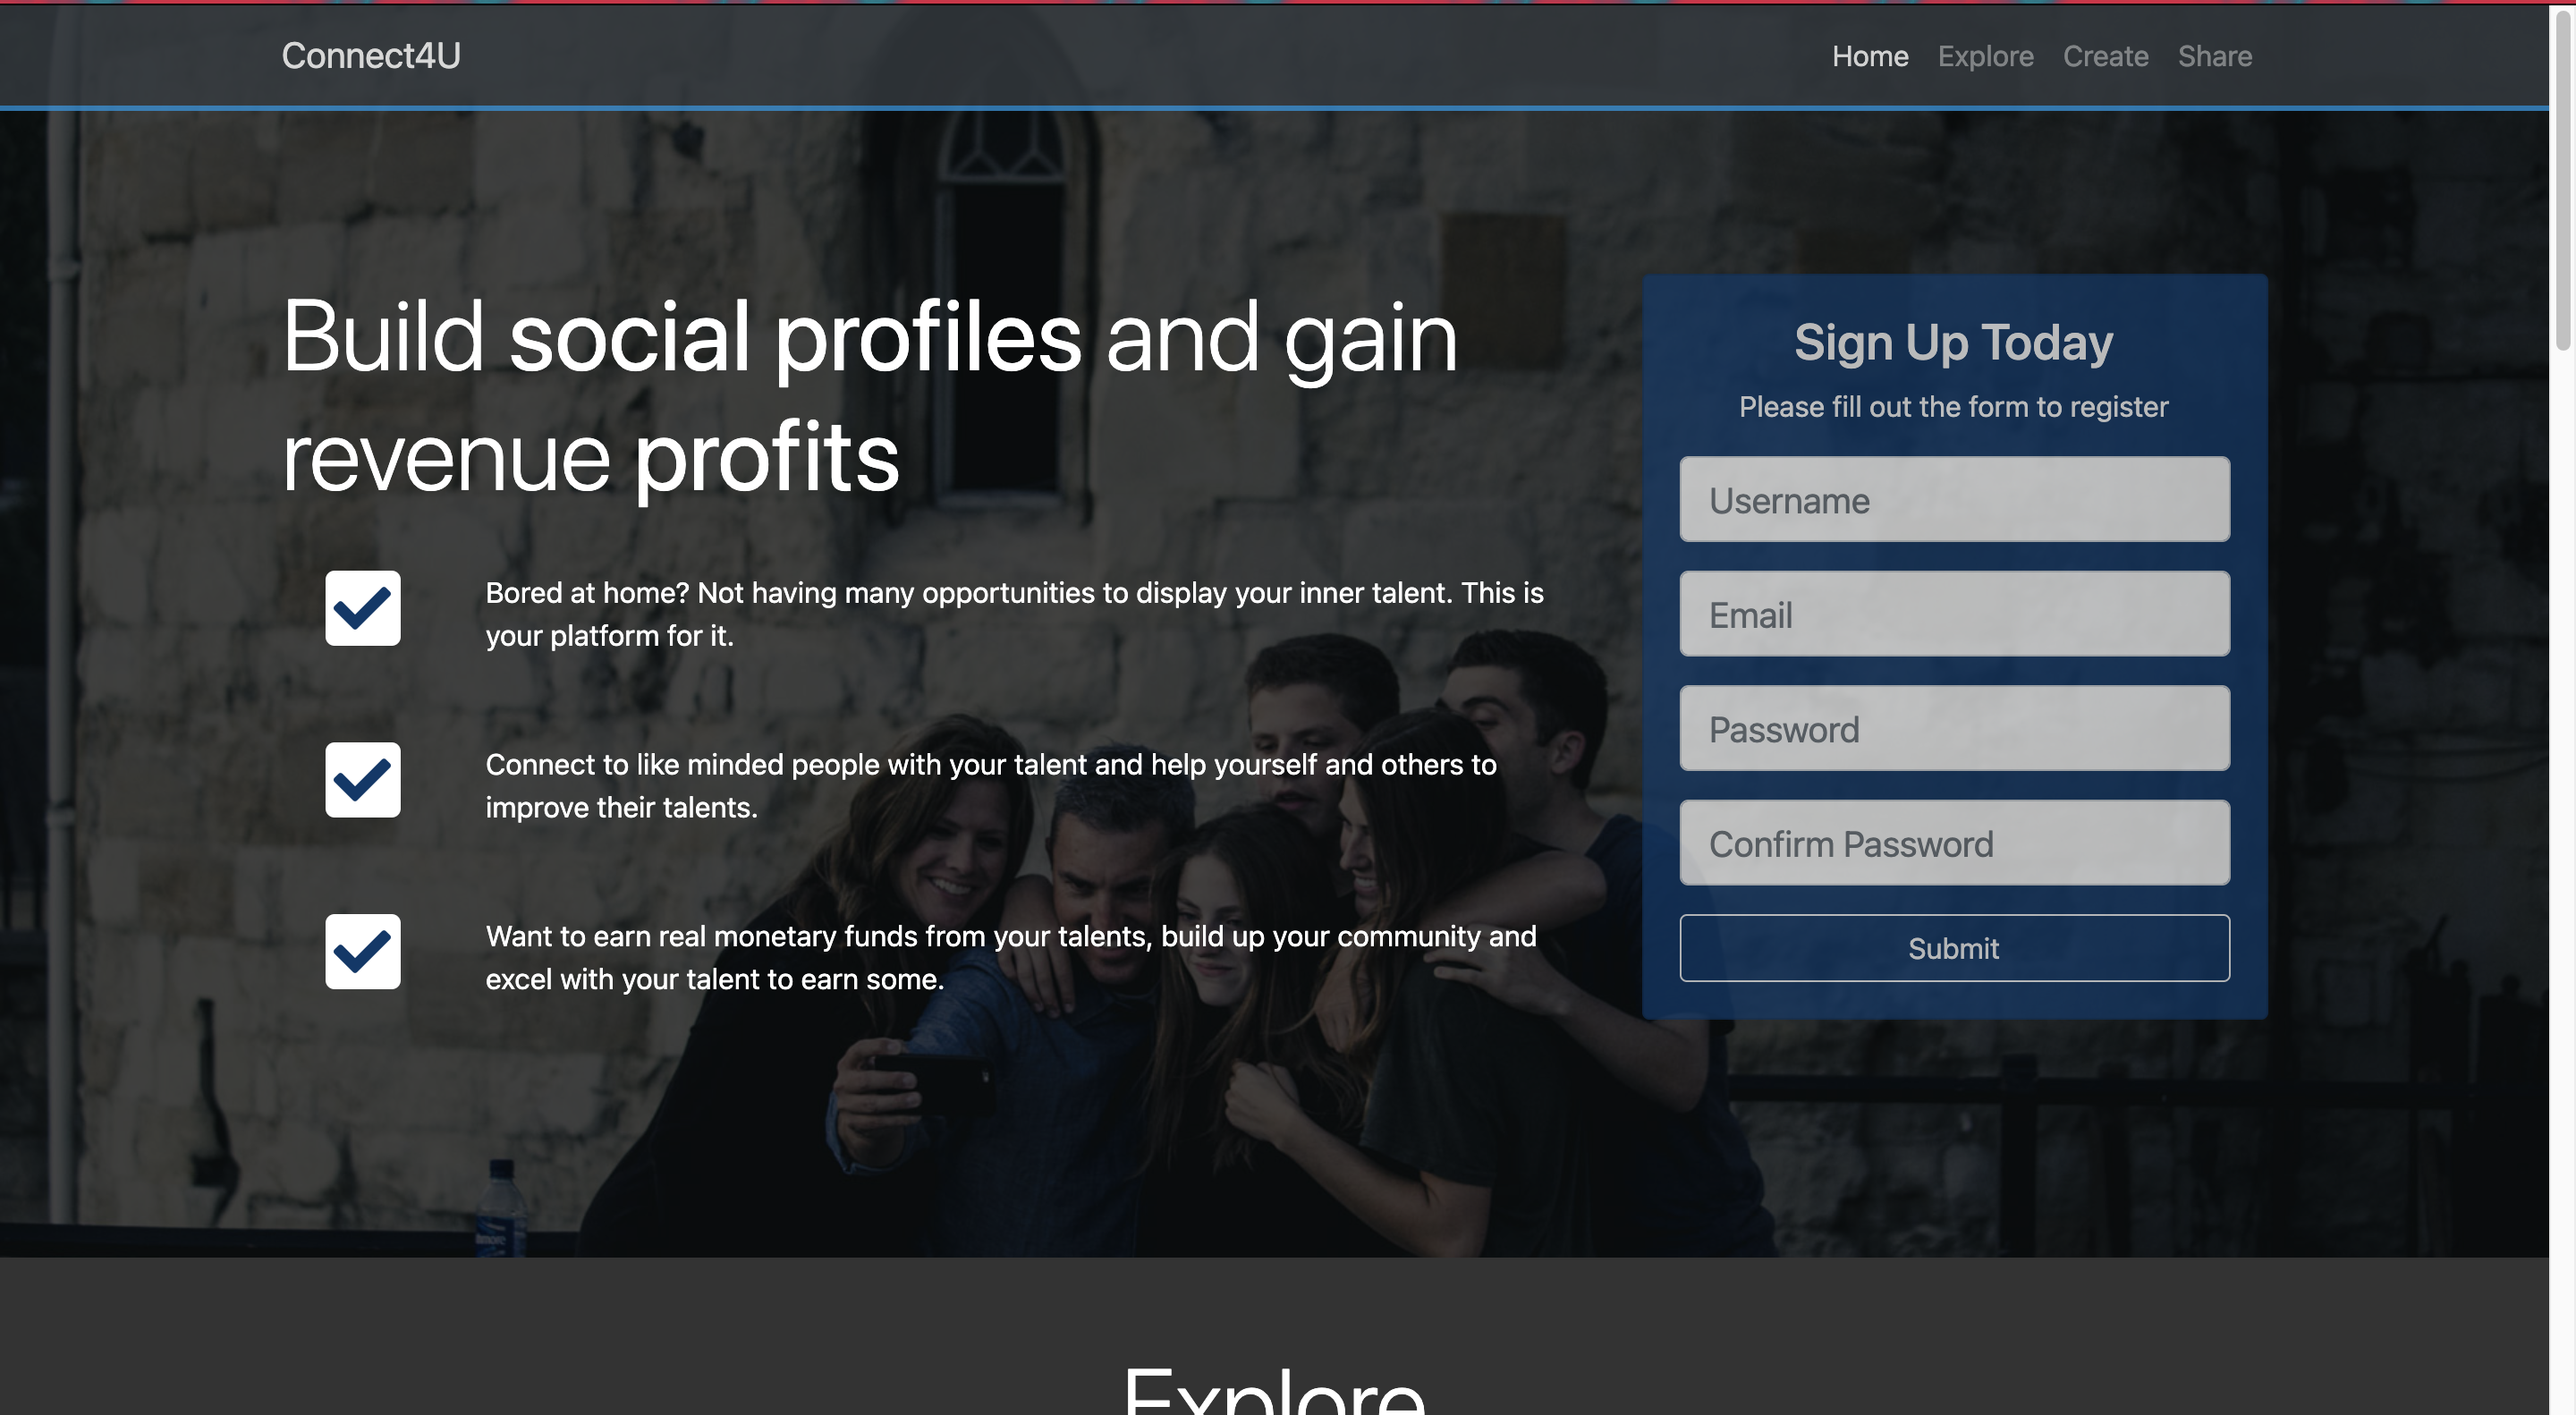 Connect4U
Home Explore Create Share
Build social profiles and gain
revenue profits
Bored at home? Not having many opportunities to display your inner talent. This is
your platform for it.
Connect to like minded people with your talent and help yourself and others to
improve their talents.
Want to earn real monetary funds from your talents, build up your community and
excel with your talent to earn some.
Sign Up Today
Please fill out the form to register
Username
Email
Password
Confirm Password
Submit
Explore